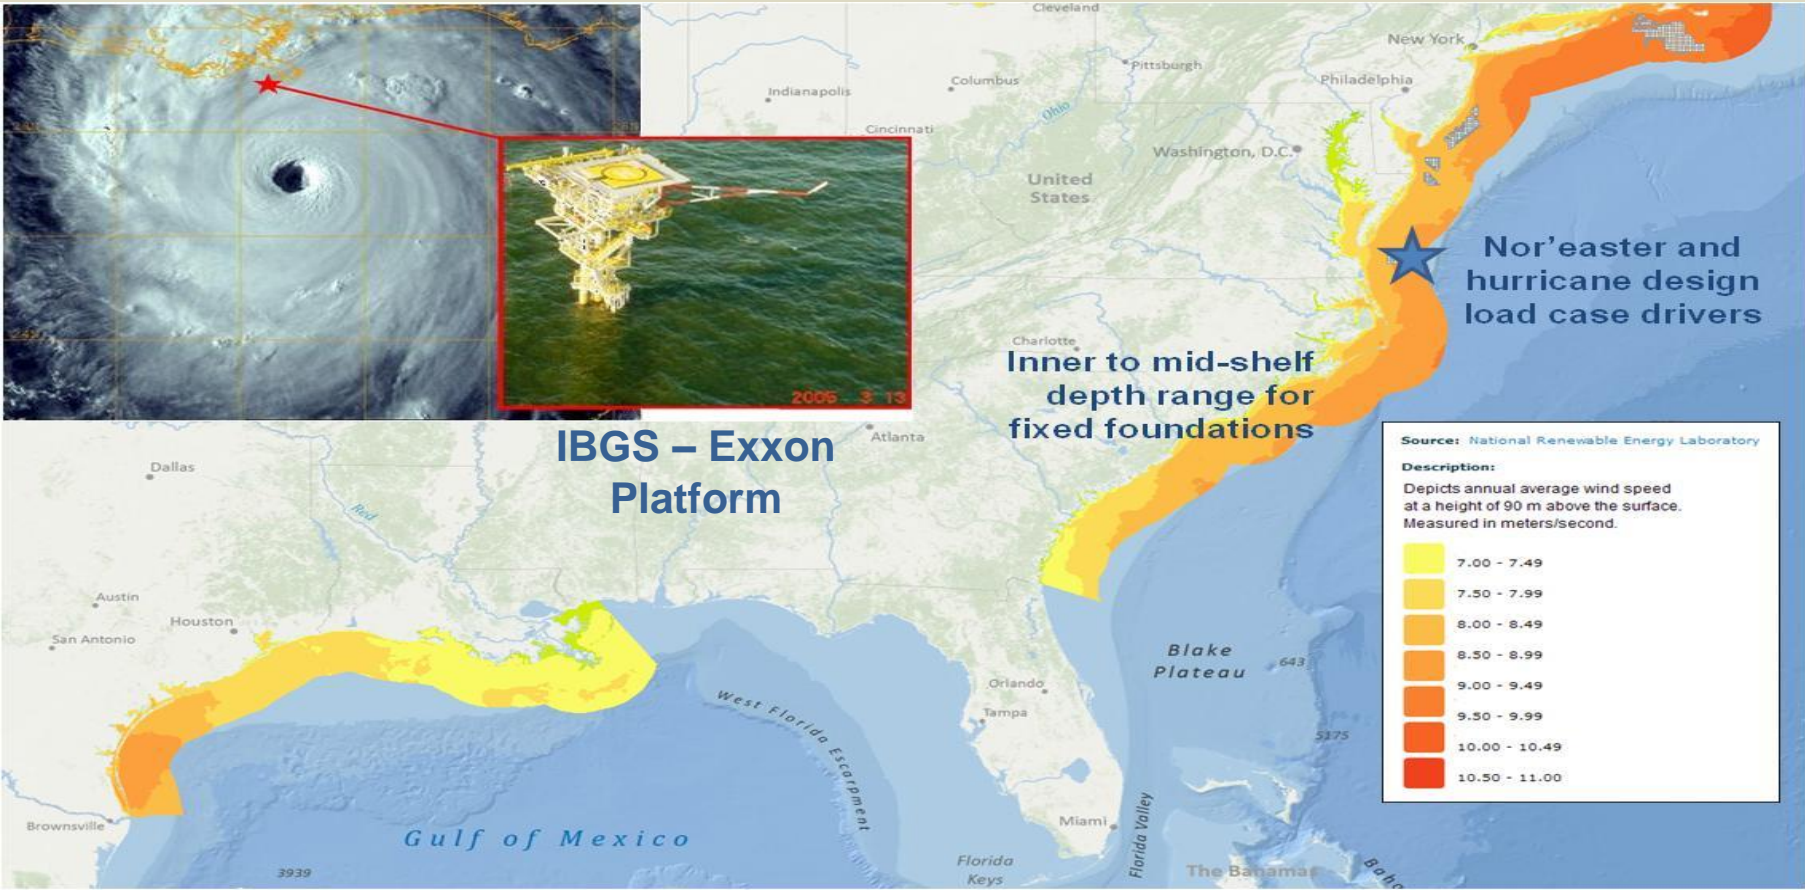 Cleveland
New York
Pittsburgh
Philadelphia
Columbus
Indianapolis
Ohio
Cincinnati
Washington, D.C.
United
States
Nor'easter and
hurricane design
load case drivers
Charlotte
Inner to mid-shelf
depth range for
fixed foundations
2005 3 13
IBGS – Exxon
Platform
Atlanta
Dallas
Red
Source: National Renewable Energy Laboratory
Description:
Depicts annual average wind speed
at a height of 90 m above the surface.
Measured in meters/second.
7.00 - 7.49
7.50 - 7.99
8.00 - 8.49
8.50 - 8.99
9.00 - 9.49
9.50 - 9.99
10.00 - 10.49
10.50 - 11.00
Austin
Houston
San Antonio
Blake
Plateau
643
Orlando
Tampa
West Florida Escarpment
5175
Brownsville
Gulf of Mexico
Miami
Florida Valley
3939
Florida
Keys
The Bahamas
Baha